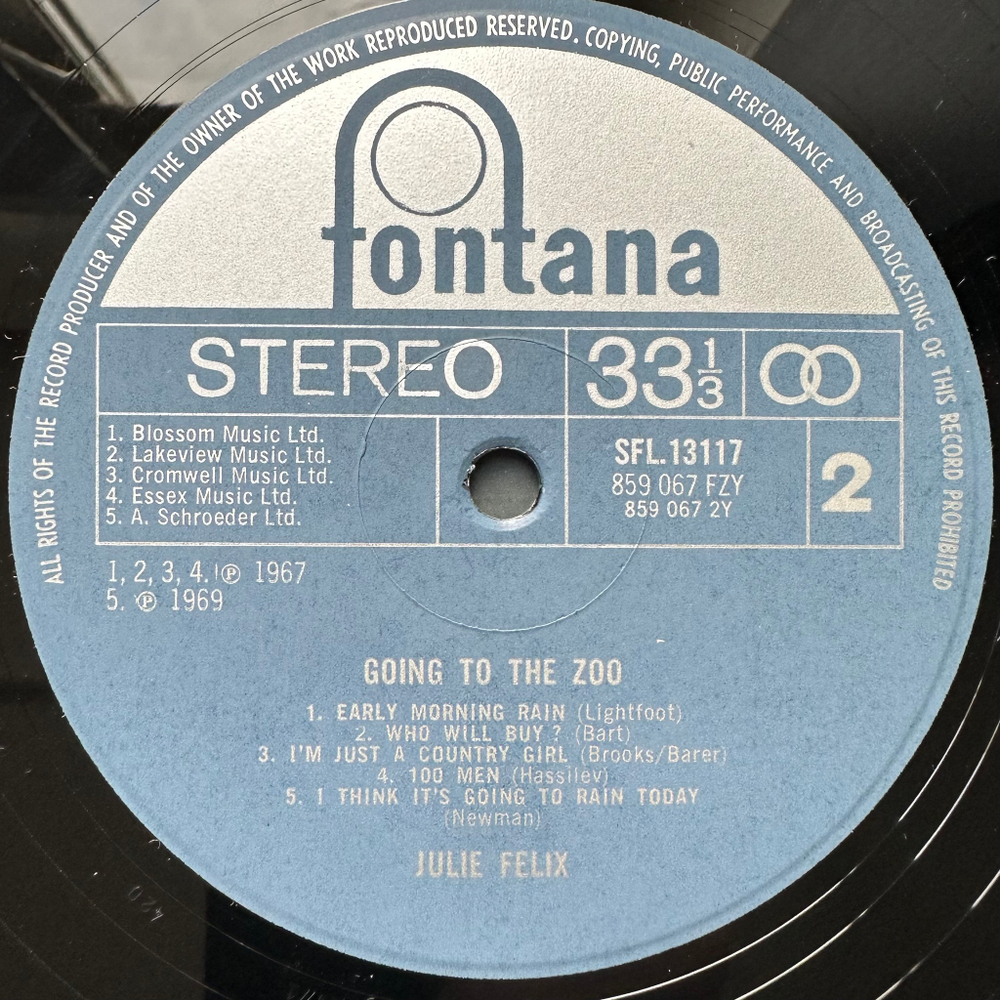 ALL RIGHTS OF THE RECORD PRODUCER AND OF THE OWNER OF THE WORK REPRODUCED RESERVED. COPYING, PUBLIC PERFORMANCE AND BROADCASTING OF THIS RECORD PROHIBITED
fontana
STEREO 33 1/3
1. Blossom Music Ltd.
2. Lakeview Music Ltd.
3. Cromwell Music Ltd.
4. Essex Music Ltd.
5. A. Schroeder Ltd.
SFL.13117
859 067 FZY
859 067 2Y
2
1, 2, 3, 4. ℗ 1967
5. ℗ 1969
GOING TO THE ZOO
1. EARLY MORNING RAIN (Lightfoot)
2. WHO WILL BUY? (Bart)
3. I'M JUST A COUNTRY GIRL (Brooks/Barer)
4. 100 MEN (Hassilev)
5. I THINK IT'S GOING TO RAIN TODAY
(Newman)
JULIE FELIX
420